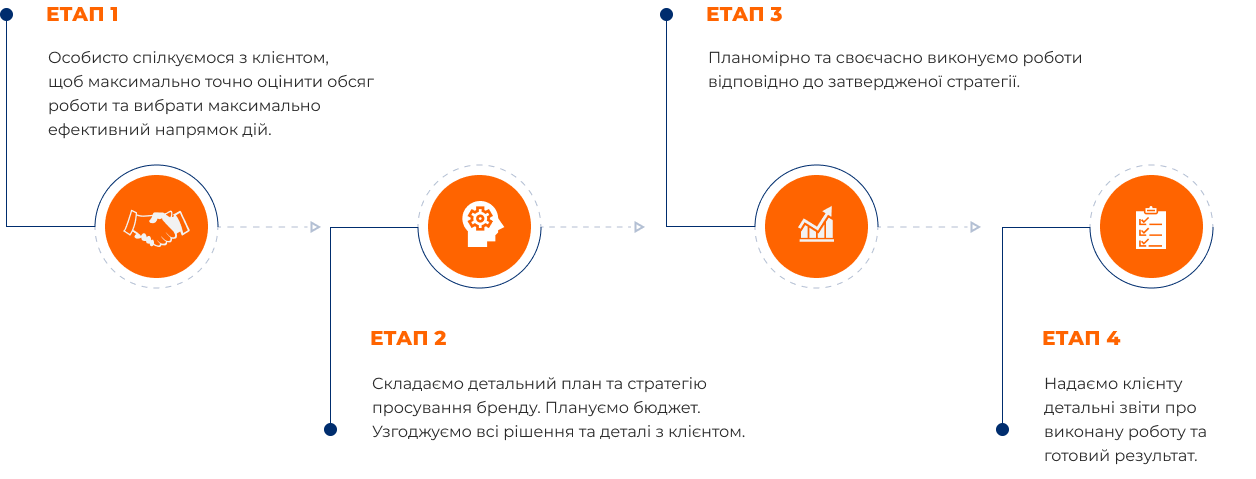 ЕТАП 1
Особисто спілкуємося з клієнтом,
щоб максимально точно оцінити обсяг
роботи та вибрати максимально
ефективний напрямок дій.
ЕТАП 2
Складаємо детальний план та стратегію
просування бренду. Плануємо бюджет.
Узгоджуємо всі рішення та деталі з клієнтом.
ЕТАП 3
Планомірно та своєчасно виконуємо роботи
відповідно до затвердженої стратегії.
ЕТАП 4
Надаємо клієнту
детальні звіти про
виконану роботу та
готовий результат.